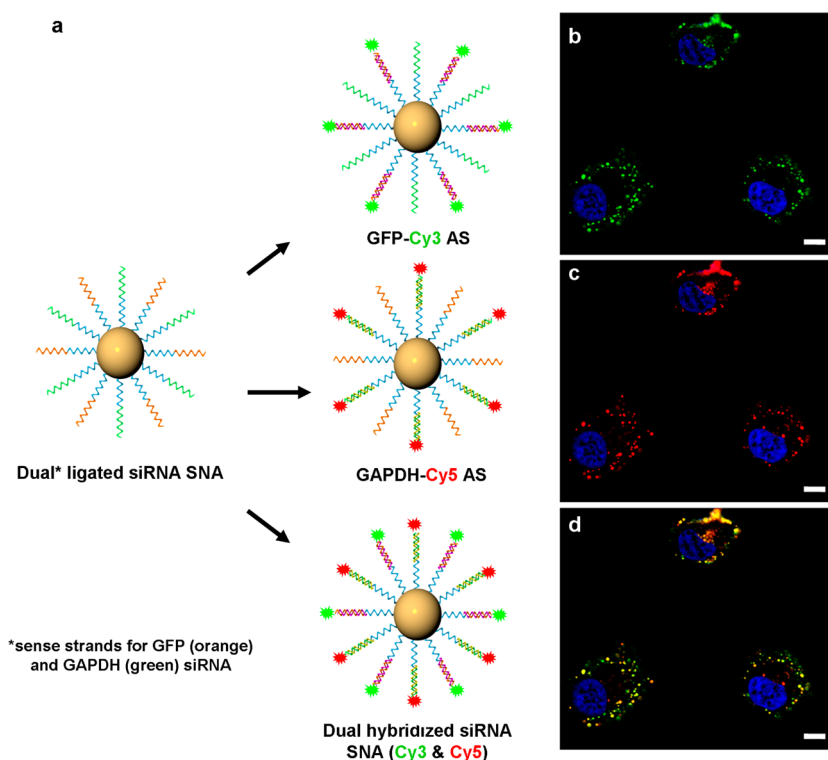 a
b
GFP-Cy3 AS
c
Dual* ligated siRNA SNA
GAPDH-Cy5 AS
d
*sense strands for GFP (orange)
and GAPDH (green) siRNA
Dual hybridized siRNA
SNA (Cy3 & Cy5)